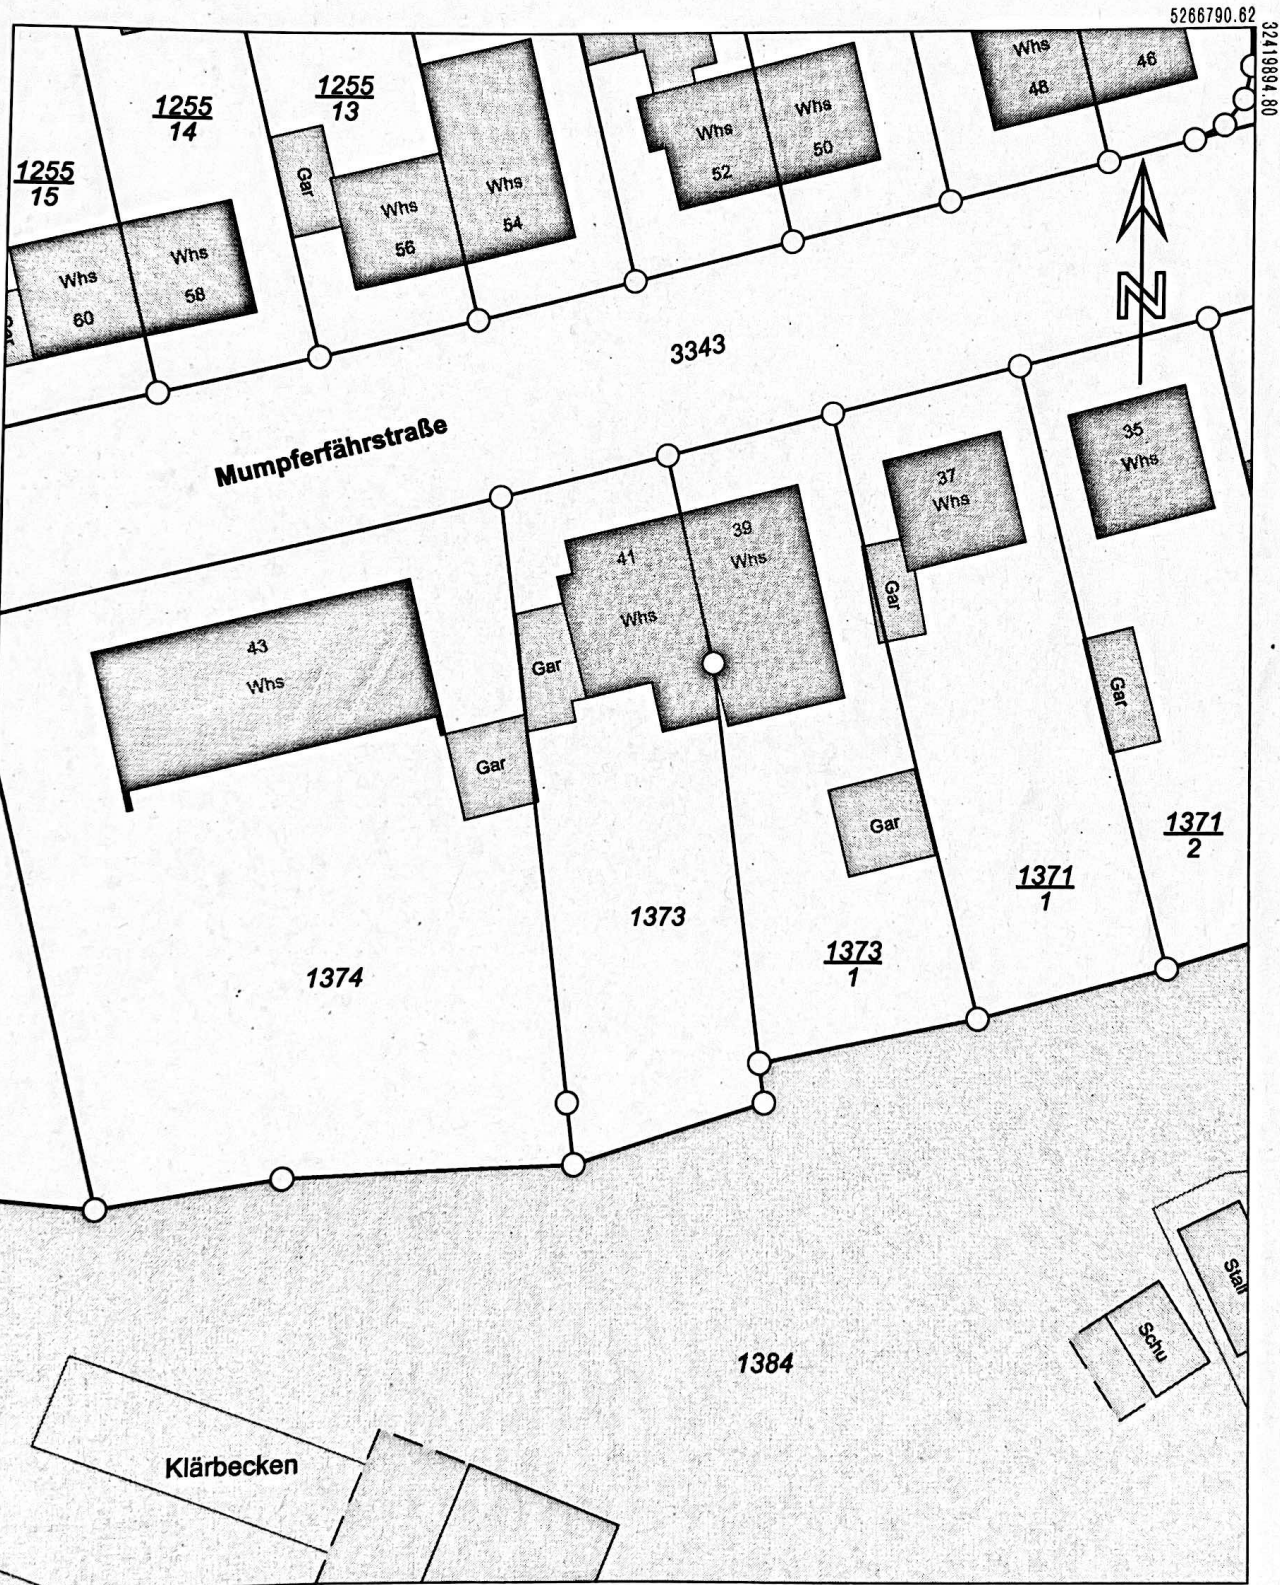 5266790.62
32419894.80
Whs
48
46
1255
14
1255
13
1255
15
Gar
Whs
56
Whs
54
Whs
52
Whs
50
Whs
60
Whs
58
Gar
3343
Mumpferfährstraße
N
35
Whs
37
Whs
Gar
39
Whs
41
Whs
Gar
43
Whs
Gar
Gar
Gar
1371
2
1371
1
1373
1373
1
1374
1384
Stall
Schu
Klärbecken